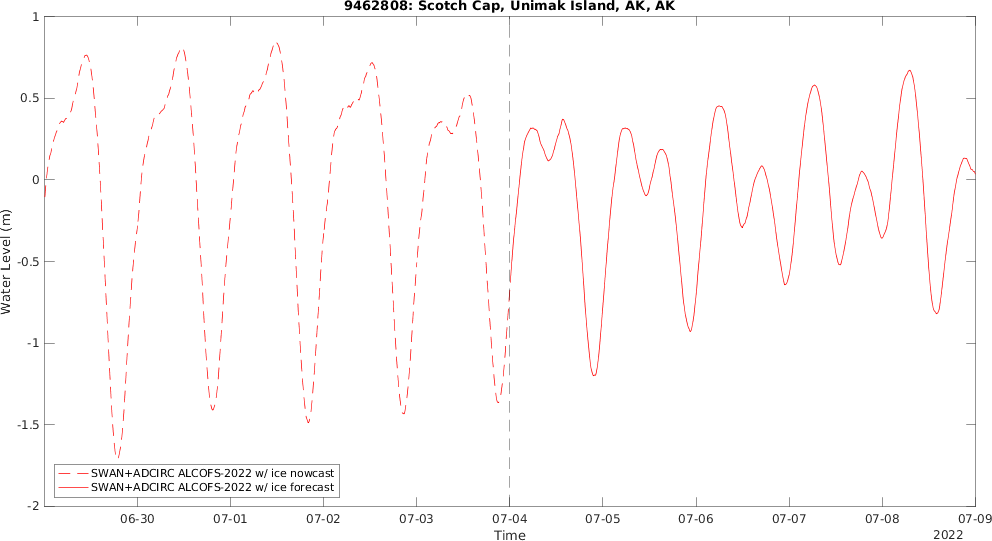 9462808: Scotch Cap, Unimak Island, AK, AK
1
0.5
0
-0.5
-1
-1.5
-2
Water Level (m)
SWAN+ADCIRC ALCOFS-2022 w/ ice nowcast
SWAN+ADCIRC ALCOFS-2022 w/ ice forecast
06-30 07-01 07-02 07-03 07-04 07-05 07-06 07-07 07-08 07-09
Time
2022